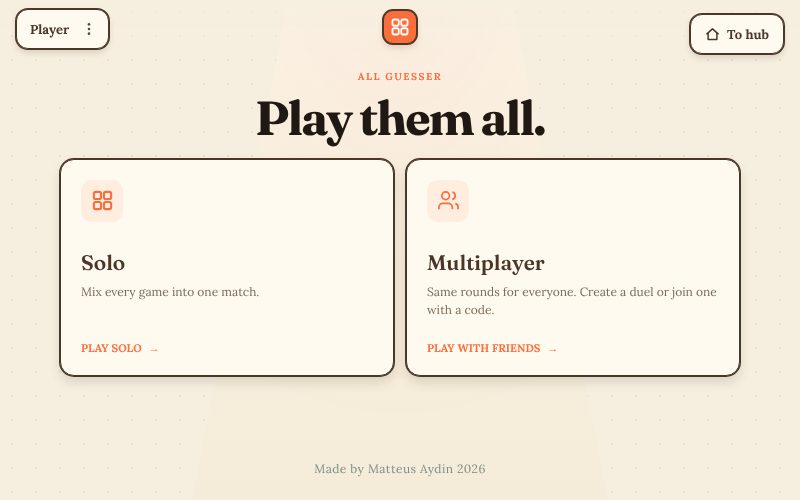 Player
To hub
ALL GUESSER
Play them all.
Solo
Mix every game into one match.
PLAY SOLO →
Multiplayer
Same rounds for everyone. Create a duel or join one
with a code.
PLAY WITH FRIENDS →
Made by Matteus Aydin 2026